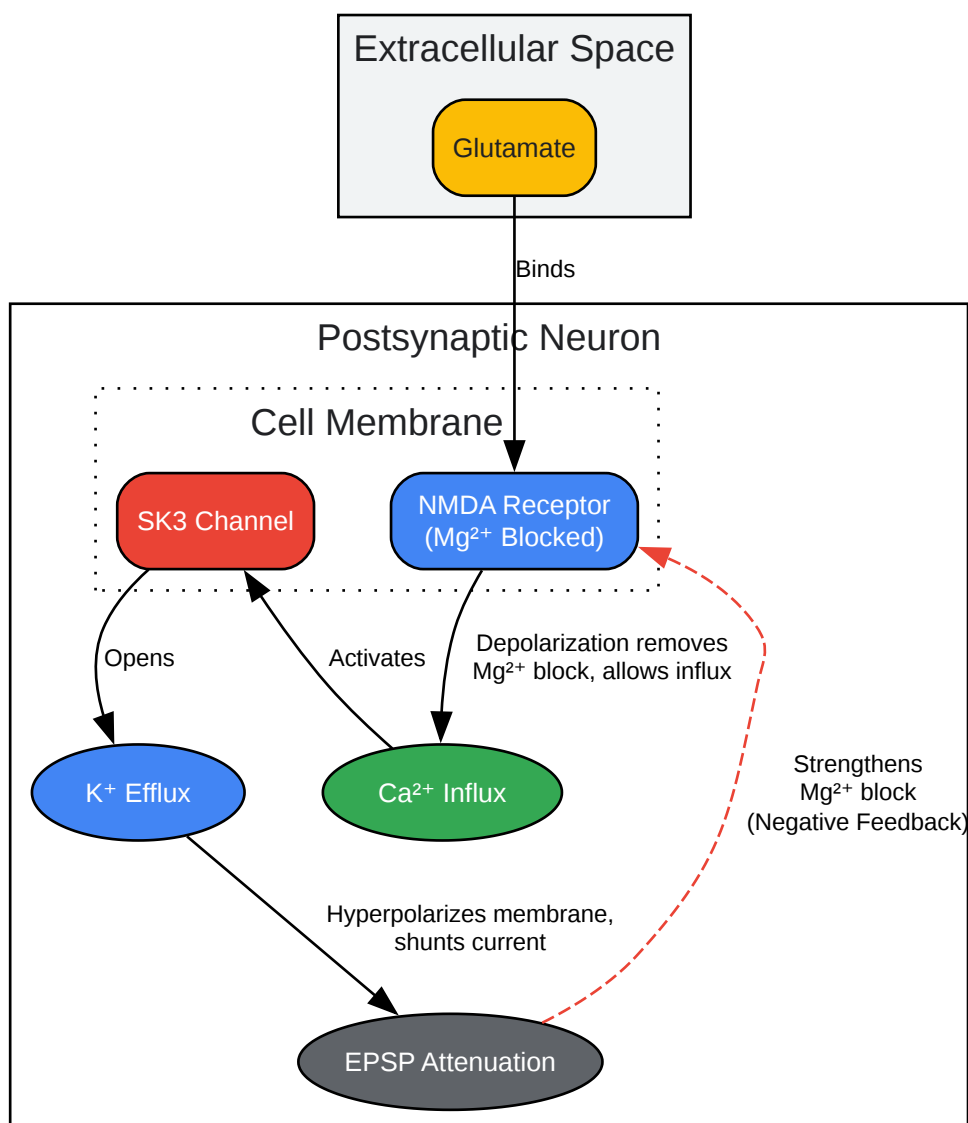 Extracellular Space
Glutamate
Binds
Postsynaptic Neuron
Cell Membrane
SK3 Channel
NMDA Receptor
(Mg²⁺ Blocked)
Opens
Activates
Depolarization removes
Mg²⁺ block, allows influx
K⁺ Efflux
Ca²⁺ Influx
Strengthens
Mg²⁺ block
(Negative Feedback)
Hyperpolarizes membrane,
shunts current
EPSP Attenuation